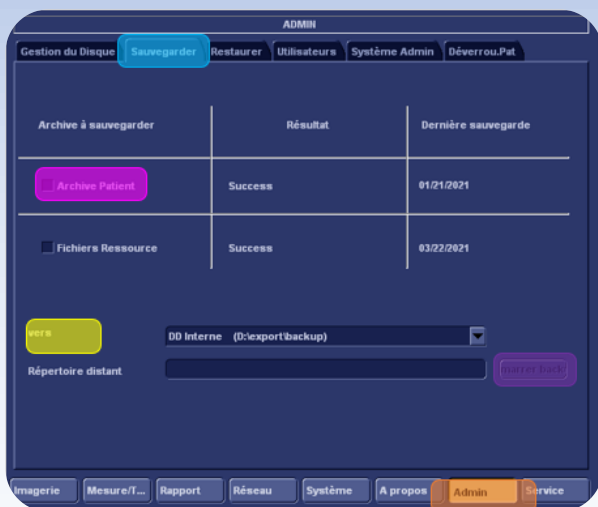 ADMIN
Gestion du Disque Sauvegarder Restaurer Utilisateurs Système Admin Déverrou.Pat
Archive à sauvegarder Résultat Dernière sauvegarde
Archive Patient Success 01/21/2021
Fichiers Ressource Success 03/22/2021
vers DD Interne (D:\export\backup)
Répertoire distant
Imagerie Mesure/T... Rapport Réseau Système A propos Admin Service